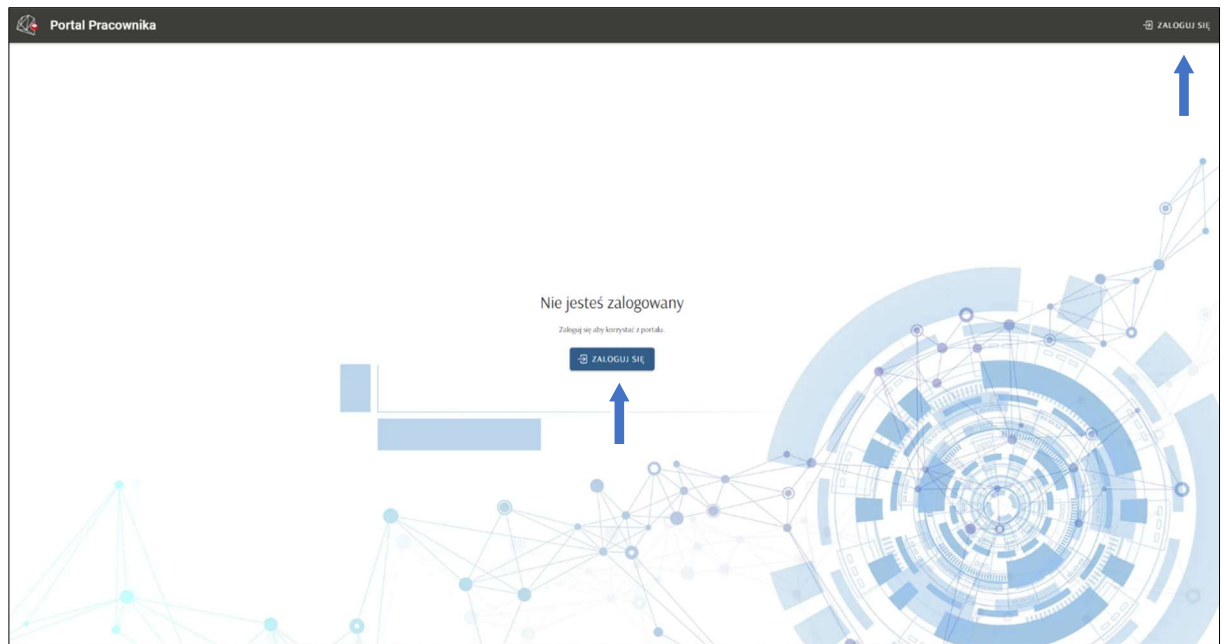 Portal Pracownika
ZALOGUJ SIĘ
Nie jesteś zalogowany
Zaloguj się aby korzystać z portalu.
ZALOGUJ SIĘ